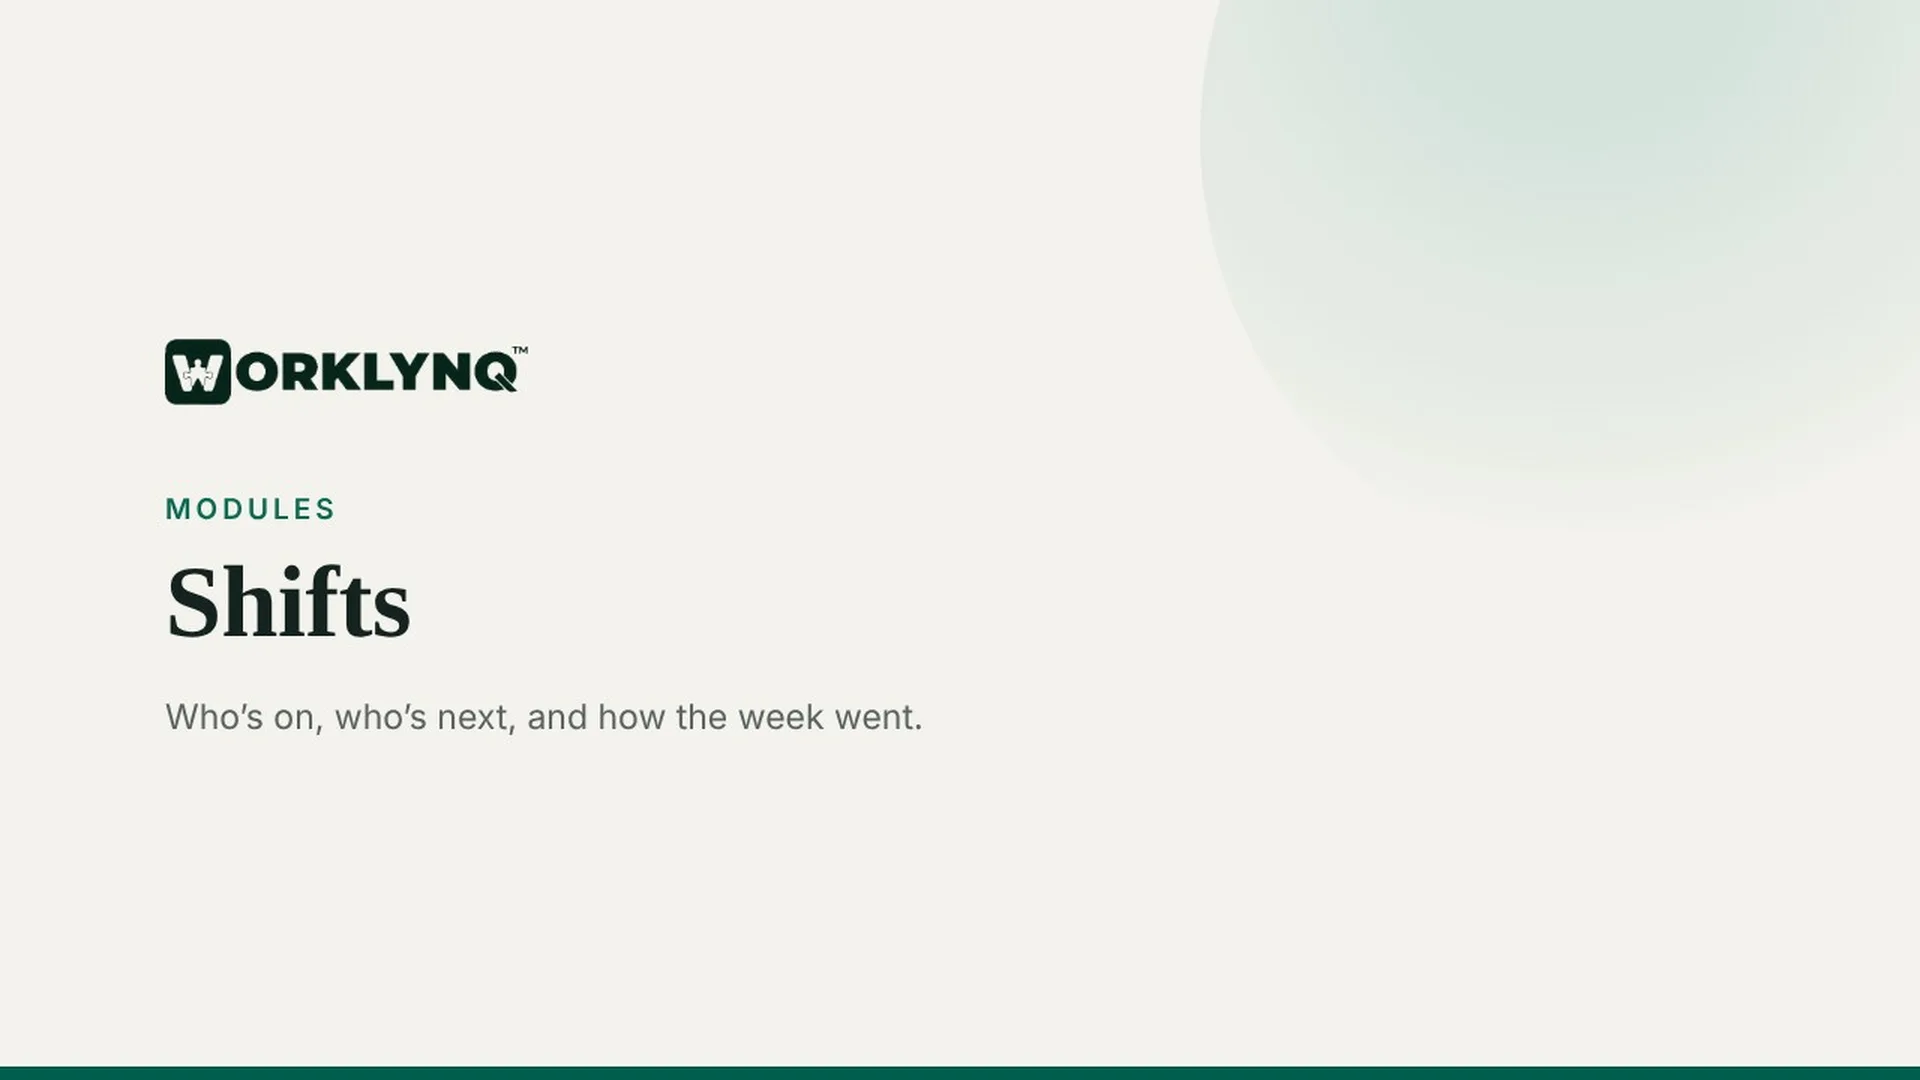 WORKLYNQ™
MODULES
Shifts
Who’s on, who’s next, and how the week went.